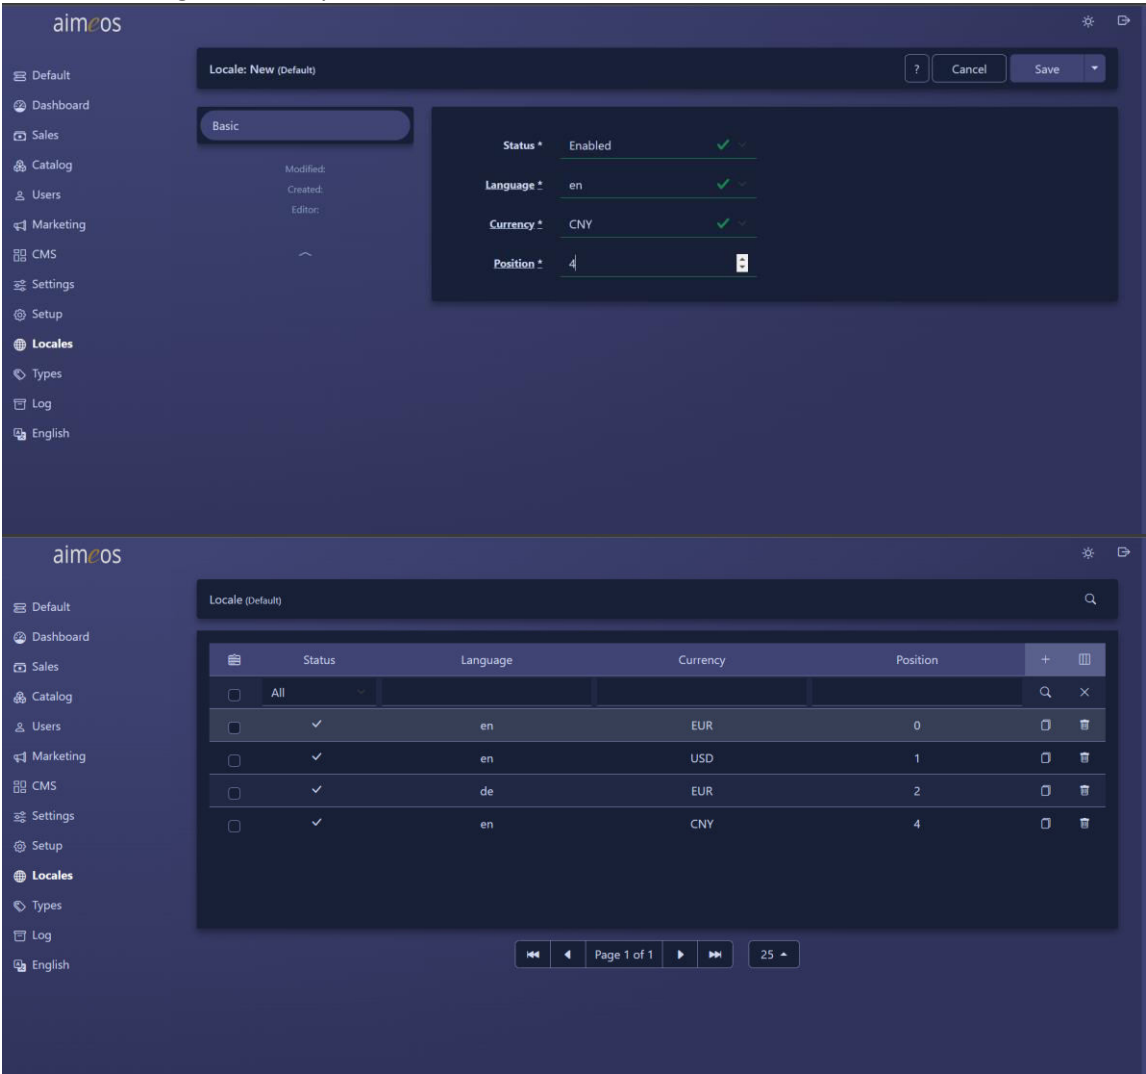 aimeos
Default
Dashboard
Sales
Catalog
Users
Marketing
CMS
Settings
Setup
Locales
Types
Log
English
Locale: New (Default)
? Cancel Save
Basic
Modified:
Created:
Editor:
Status * Enabled
Language * en
Currency * CNY
Position * 4
aimeos
Default
Dashboard
Sales
Catalog
Users
Marketing
CMS
Settings
Setup
Locales
Types
Log
English
Locale (Default)
Status Language Currency Position +
All
en EUR 0
en USD 1
de EUR 2
en CNY 4
Page 1 of 1 25